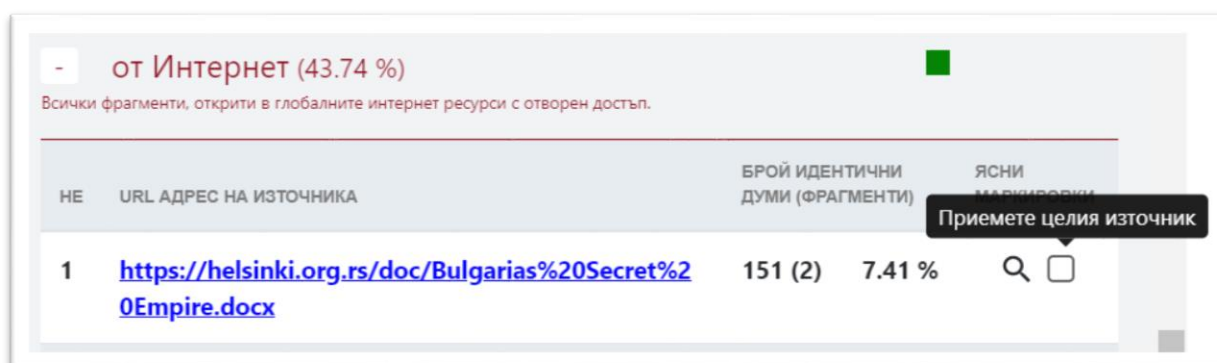 - от Интернет (43.74 %)
Всички фрагменти, открити в глобалните интернет ресурси с отворен достъп.
НЕ URL АДРЕС НА ИЗТОЧНИКА БРОЙ ИДЕНТИЧНИ ДУМИ (ФРАГМЕНТИ) ЯСНИ МАРКИРОВКИ
Приемете целия източник
1 https://helsinki.org.rs/doc/Bulgarias%20Secret%2 151 (2) 7.41 %
0Empire.docx